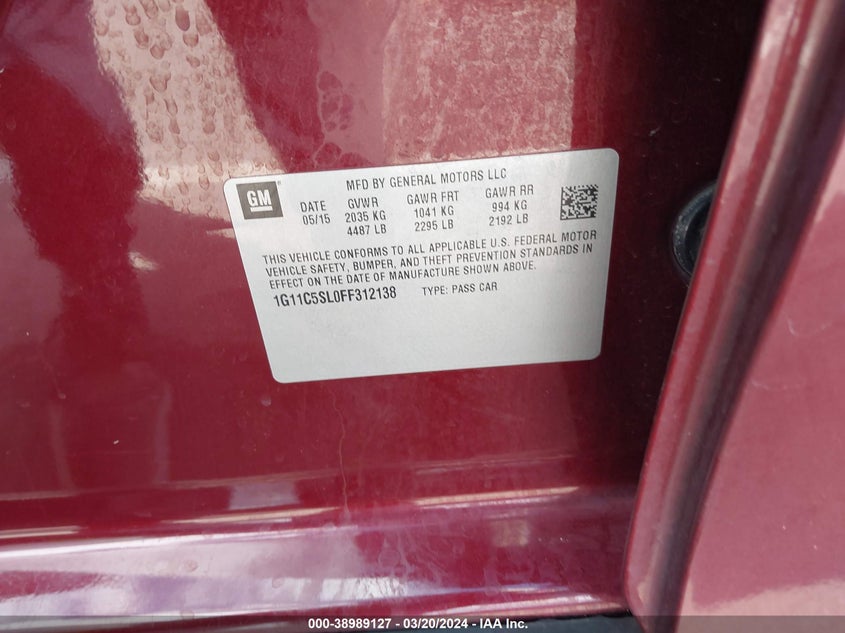 GM
MFD BY GENERAL MOTORS LLC
DATE GVWR GAWR FRT GAWR RR
05/15 2035 KG 1041 KG 994 KG
4487 LB 2295 LB 2192 LB
THIS VEHICLE CONFORMS TO ALL APPLICABLE U.S. FEDERAL MOTOR
VEHICLE SAFETY, BUMPER, AND THEFT PREVENTION STANDARDS IN
EFFECT ON THE DATE OF MANUFACTURE SHOWN ABOVE.
1G11C5SL0FF312138 TYPE: PASS CAR
000-38989127 - 03/20/2024 - IAA Inc.